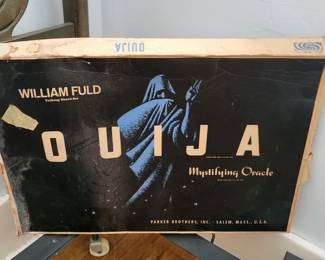 OUIJA
WILLIAM FULD
Talking Board Set
OUIJA
Mystifying Oracle
PARKER BROTHERS, INC. · SALEM, MASS., U.S.A.